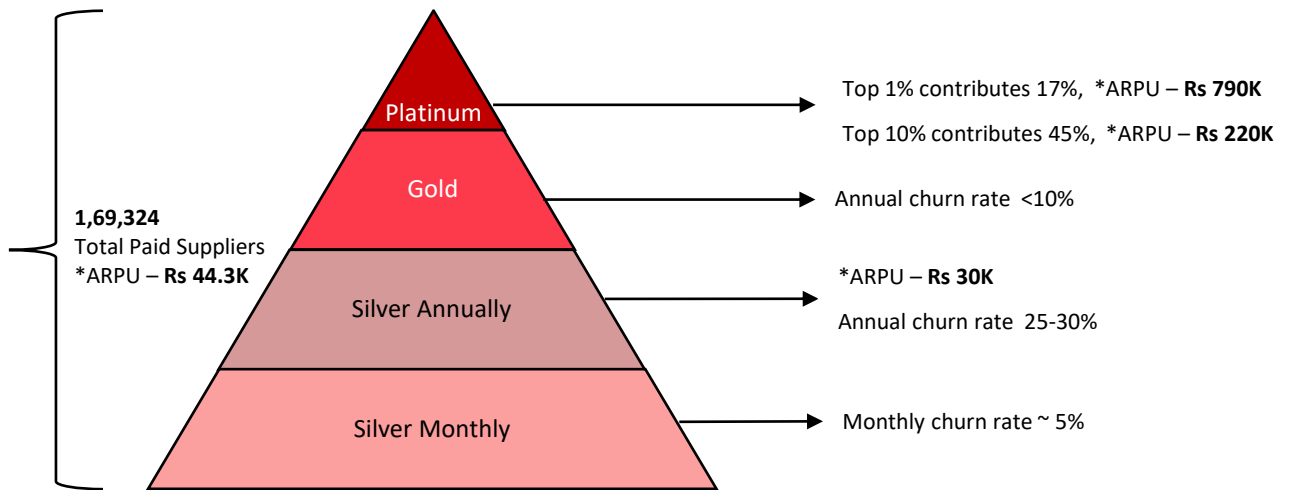 Platinum
Gold
Silver Annually
Silver Monthly
1,69,324
Total Paid Suppliers
*ARPU – Rs 44.3K
Top 1% contributes 17%, *ARPU – Rs 790K
Top 10% contributes 45%, *ARPU – Rs 220K
Annual churn rate <10%
*ARPU – Rs 30K
Annual churn rate 25-30%
Monthly churn rate ~ 5%